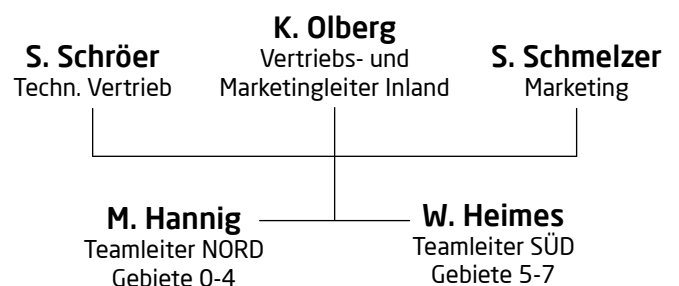 K. Olberg
Vertriebs- und
Marketingleiter Inland
S. Schröer
Techn. Vertrieb
S. Schmelzer
Marketing
M. Hannig
Teamleiter NORD
Gebiete 0-4
W. Heimes
Teamleiter SÜD
Gebiete 5-7